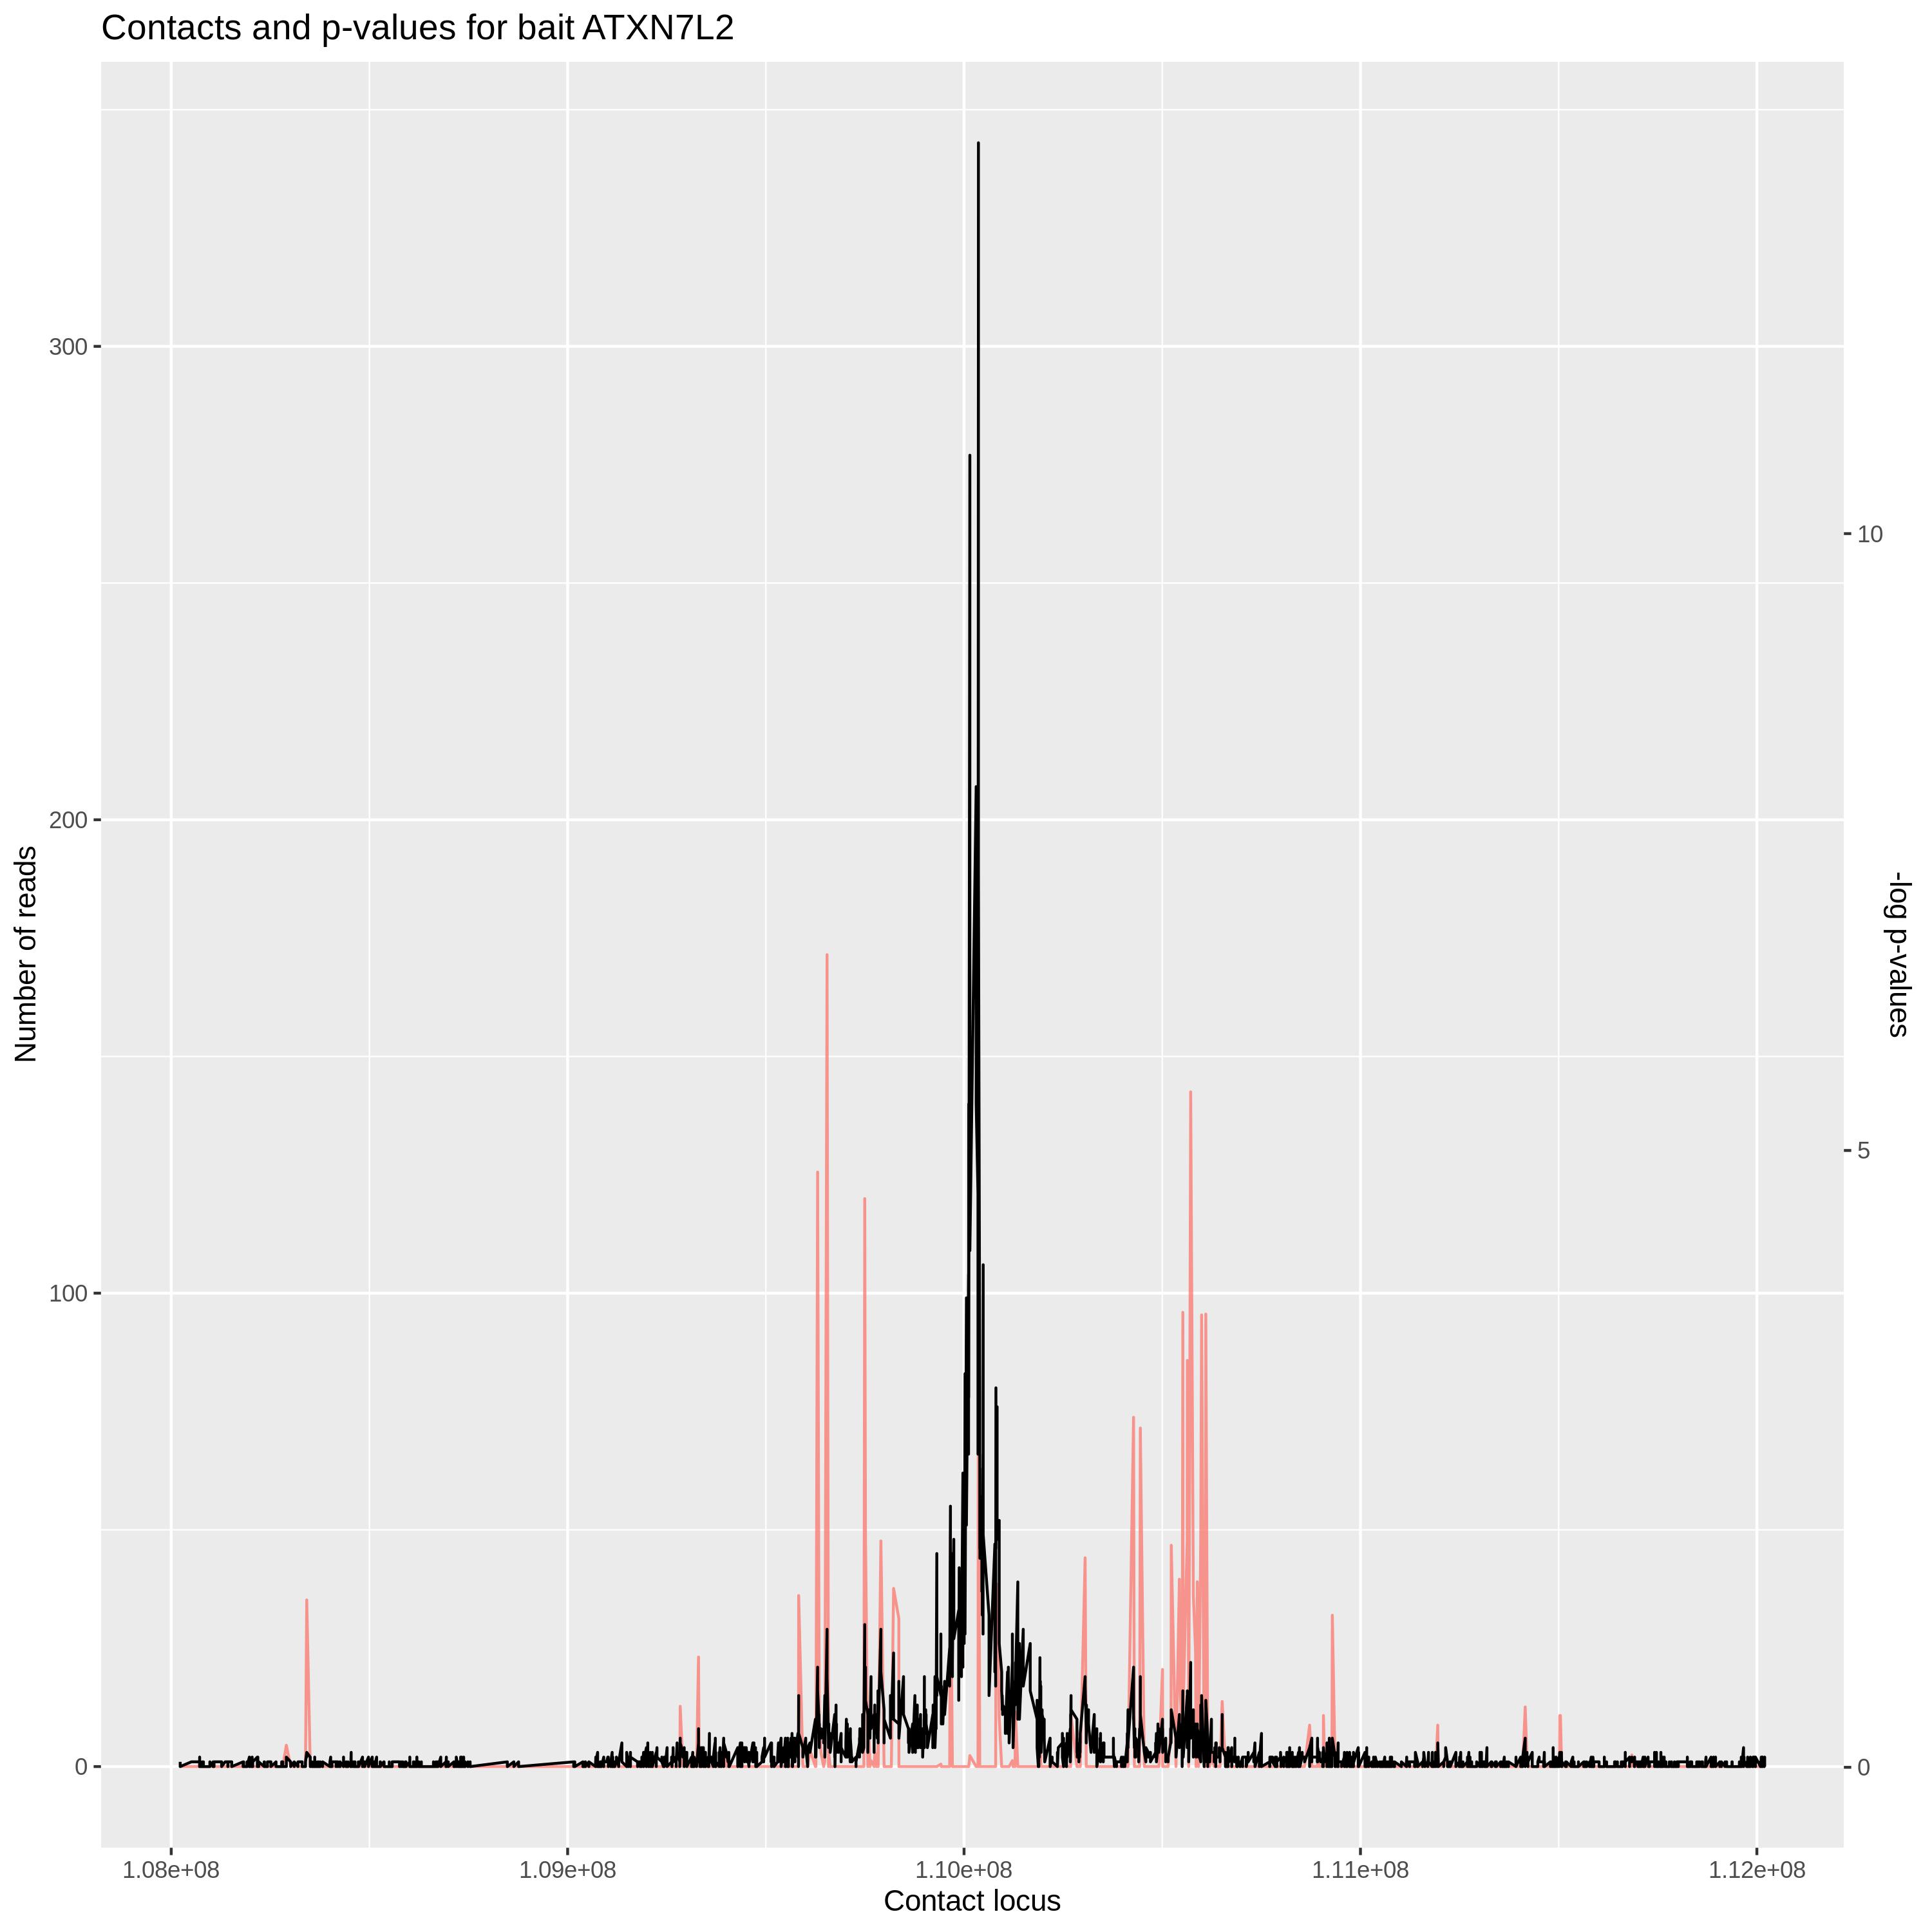 Contacts and p-values for bait ATXN7L2
Number of reads
300
200
100
0
-log p-values
10
5
0
1.08e+08
1.09e+08
1.10e+08
1.11e+08
1.12e+08
Contact locus